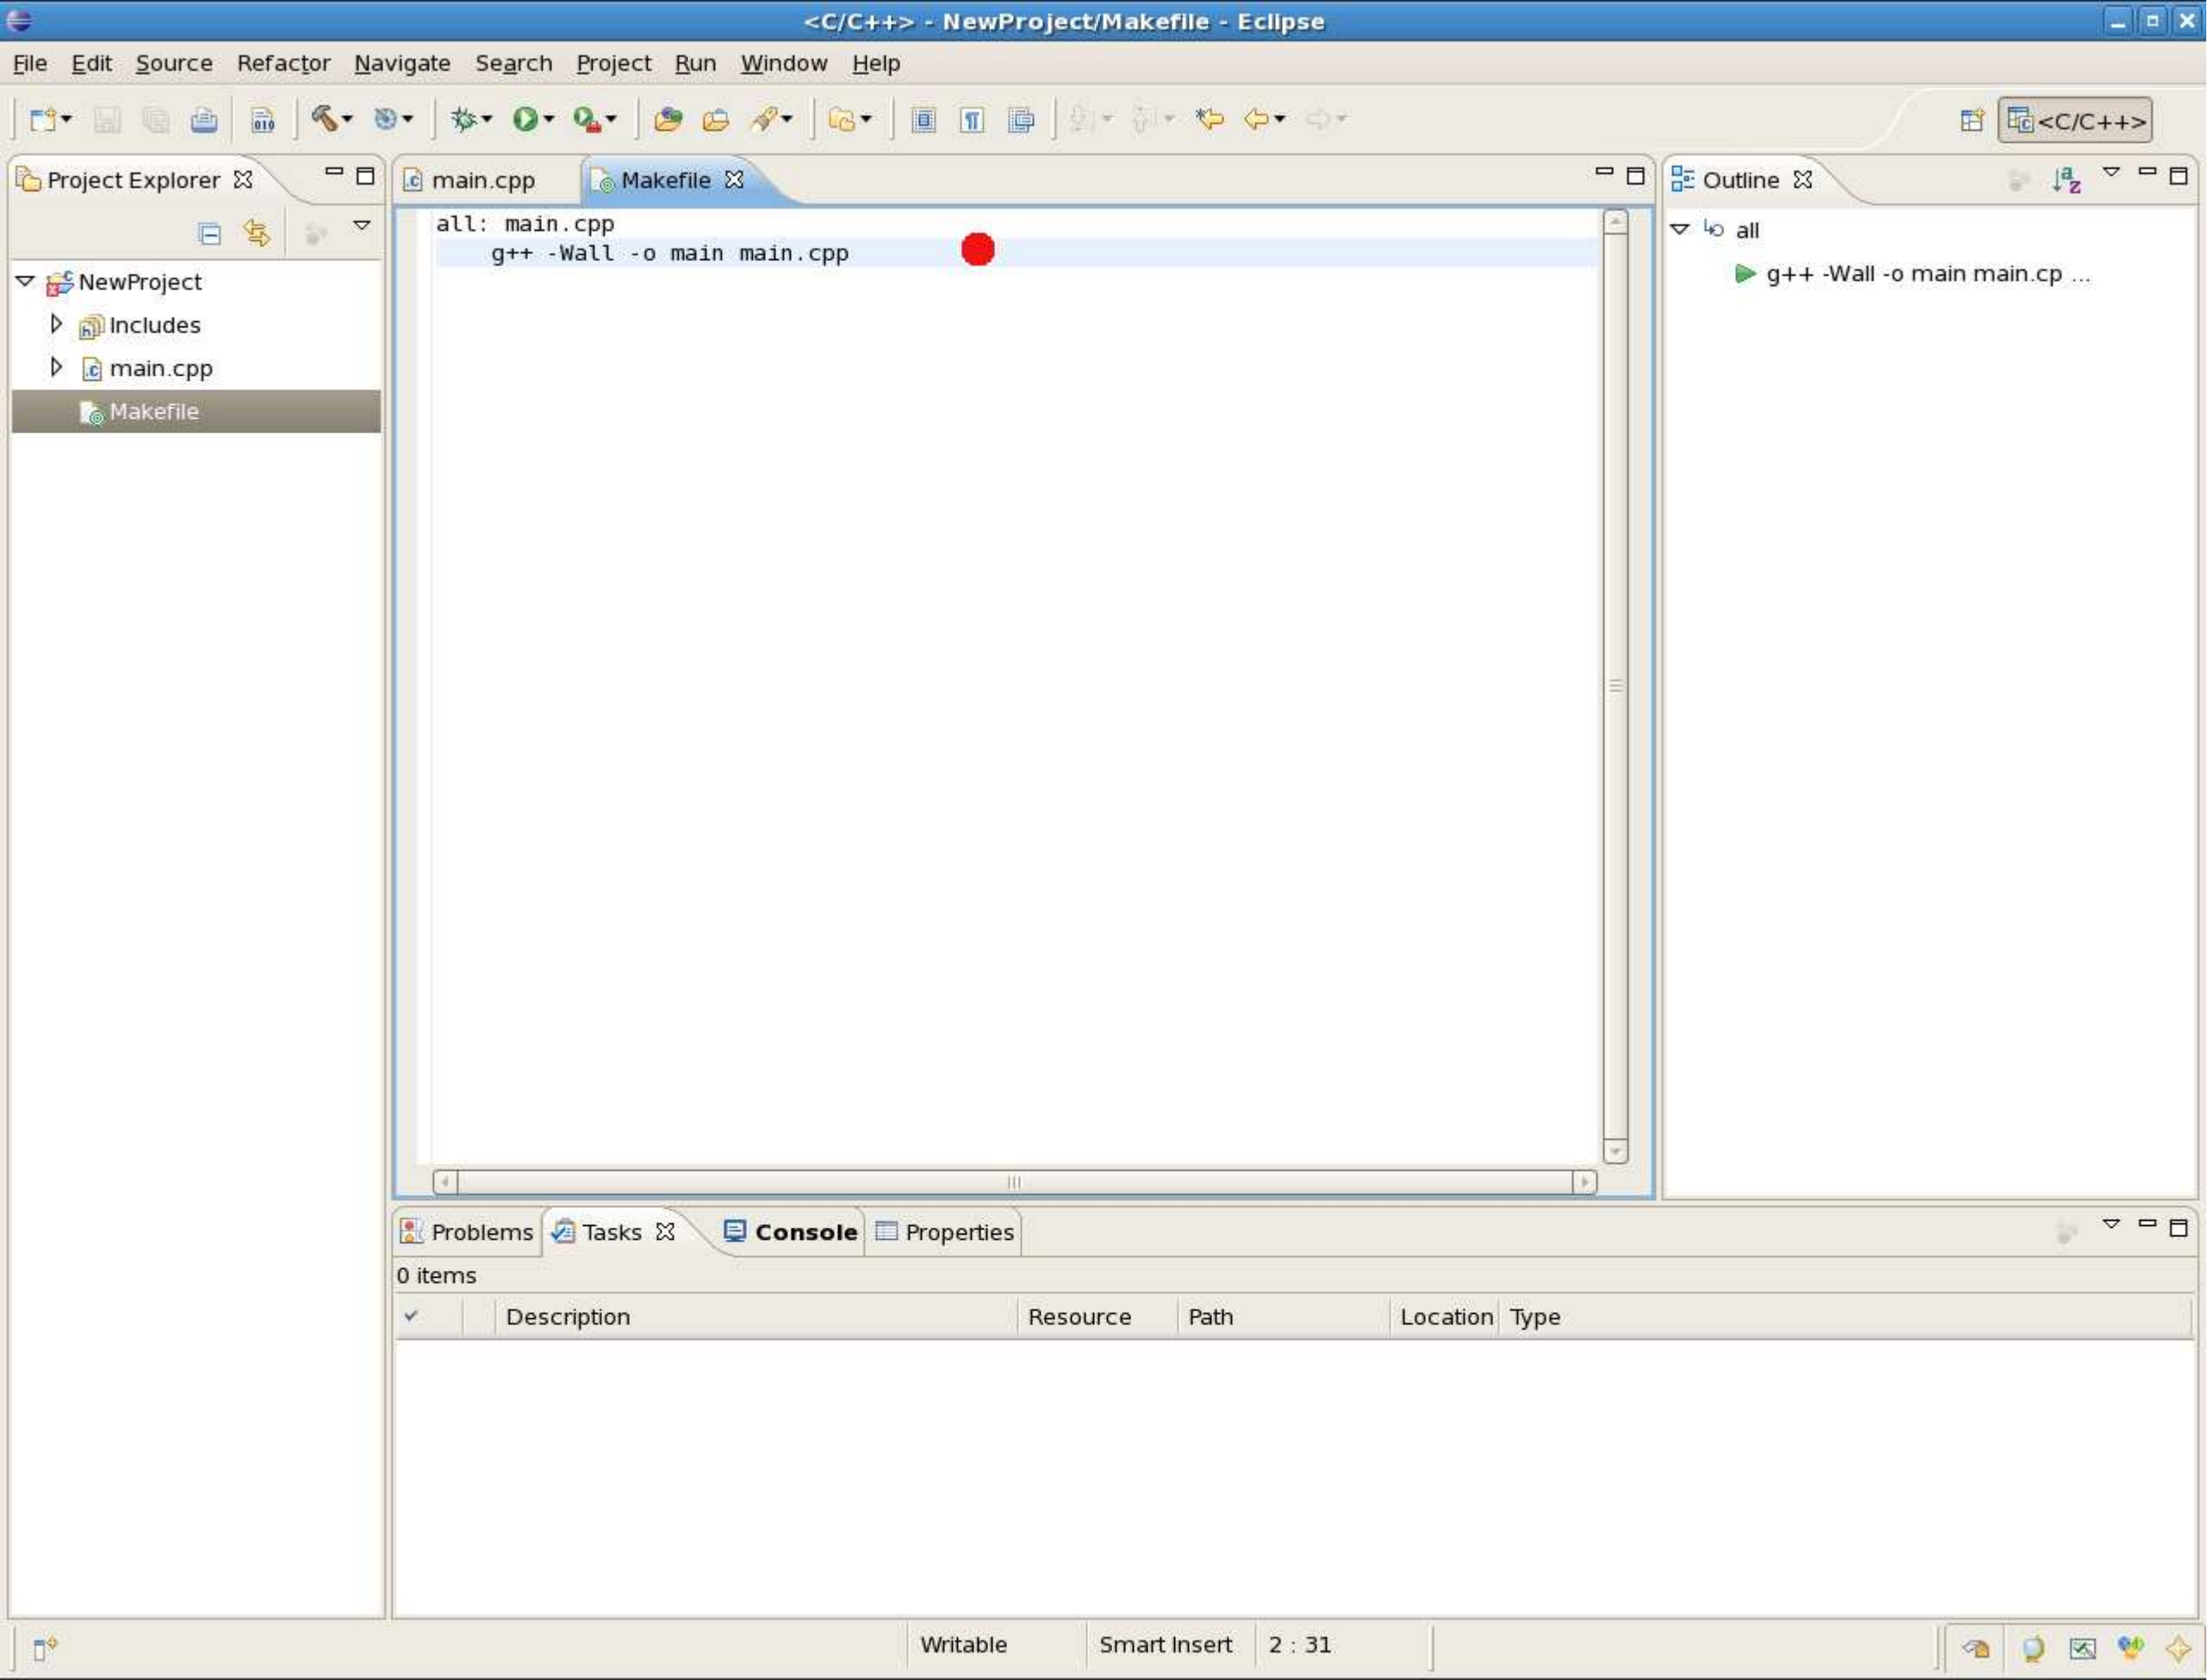 <C/C++> - NewProject/Makefile - Eclipse
File Edit Source Refactor Navigate Search Project Run Window Help
<C/C++>
Project Explorer
main.cpp
Makefile
Outline
NewProject
Includes
main.cpp
Makefile
all: main.cpp
g++ -Wall -o main main.cpp
all
g++ -Wall -o main main.cp ...
Problems Tasks Console Properties
0 items
Description Resource Path Location Type
Writable Smart Insert 2 : 31